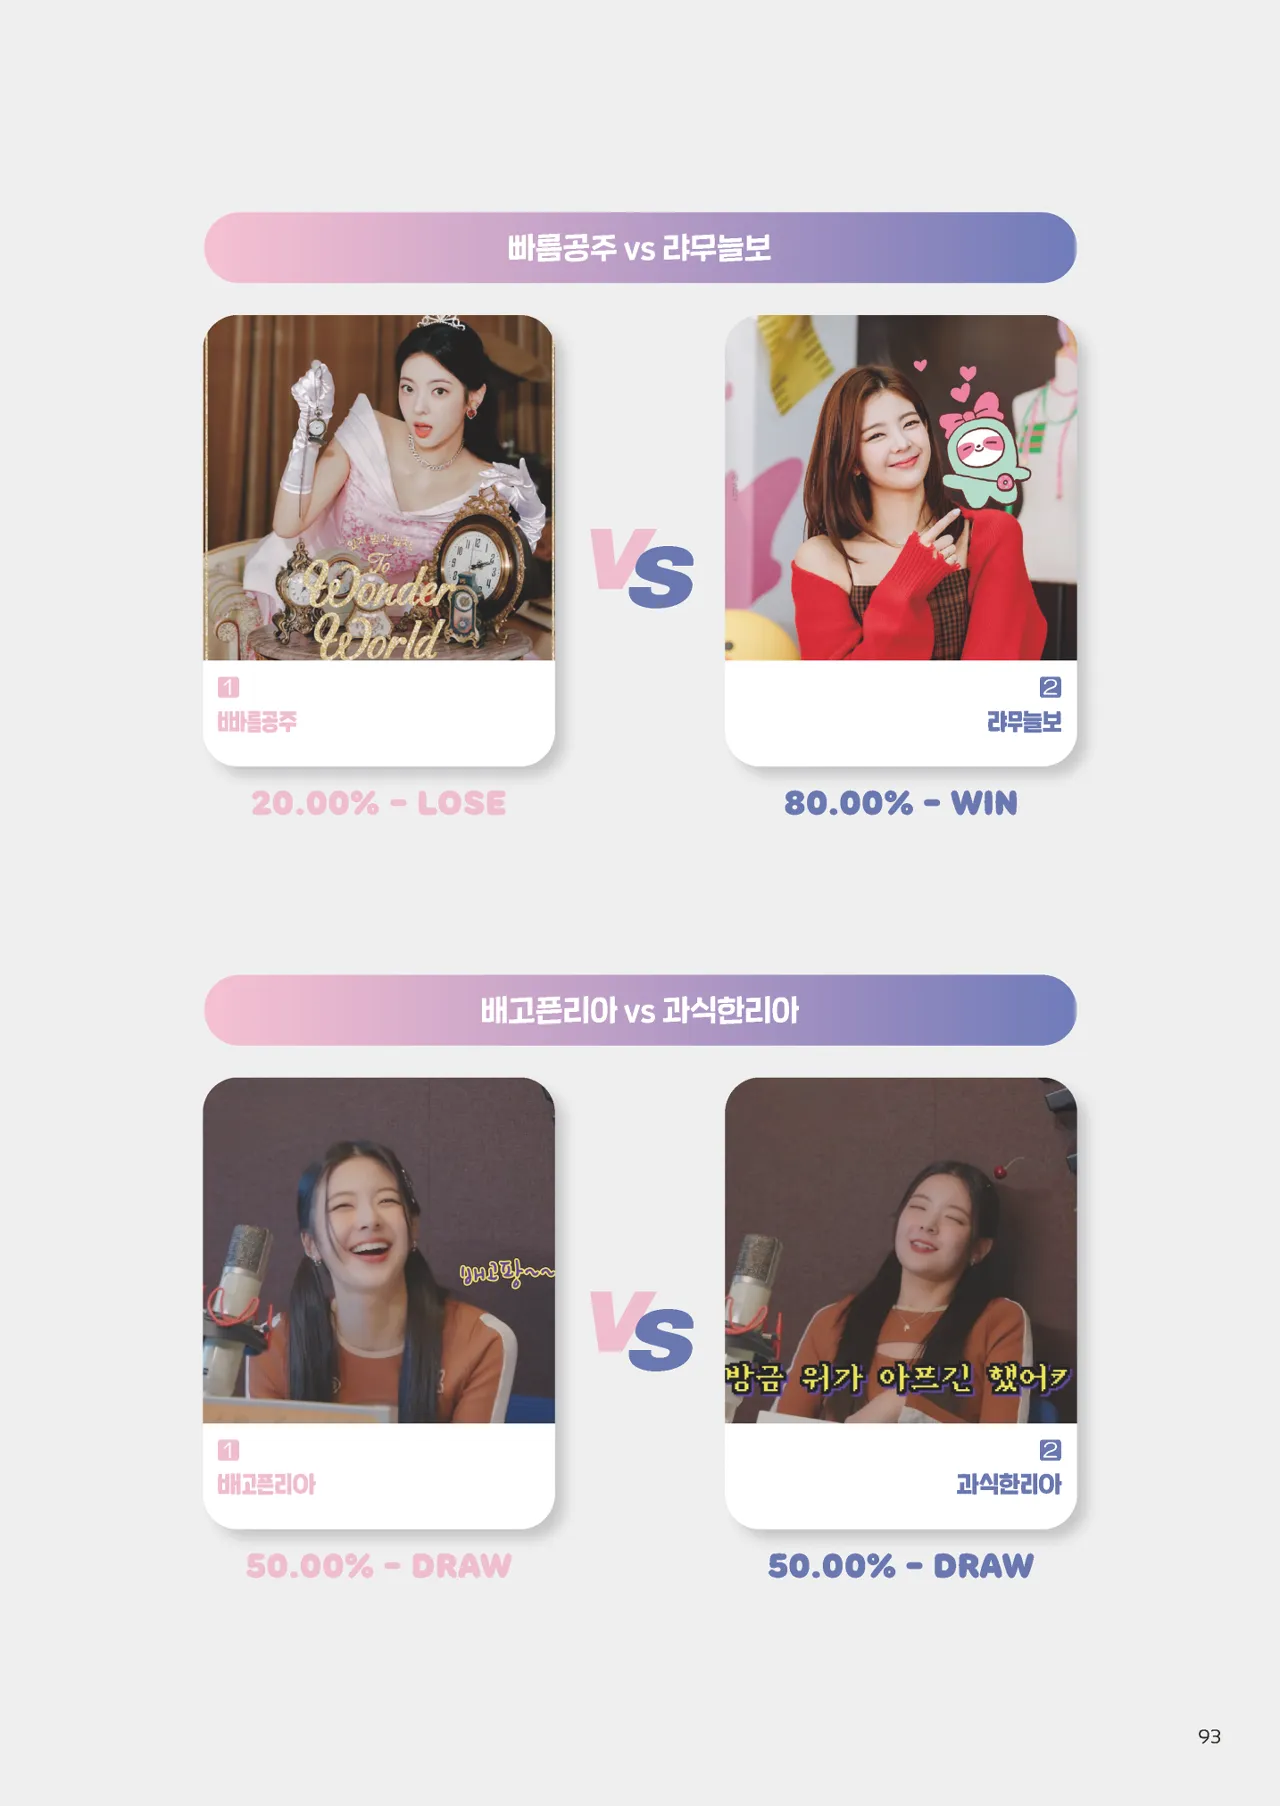 빠름공주 vs 랴무늘보
To
Wonder
World
VS
1
2
빠름공주
랴무늘보
20.00% - LOSE
80.00% - WIN
배고픈리아 vs 과식한리아
배고팡~~
VS
방금 위가 아프긴 했어ㅋ
1
2
배고픈리아
과식한리아
50.00% - DRAW
50.00% - DRAW
93